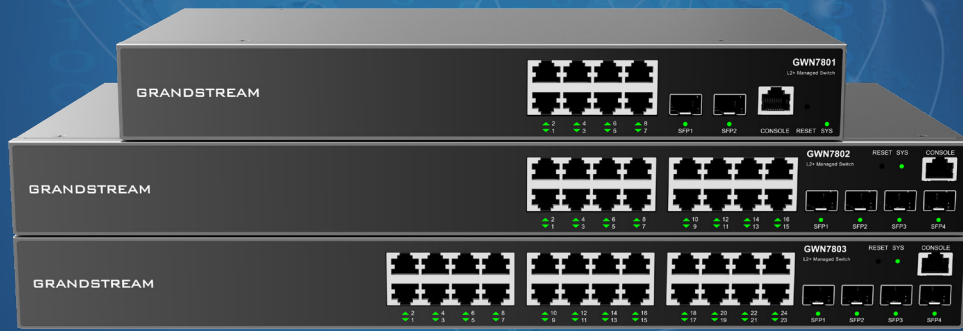 GWN7801
L2+ Managed Switch
GRANDSTREAM
2 4 6 8
1 3 5 7
SFP1 SFP2 CONSOLE RESET SYS
GWN7802 RESET SYS CONSOLE
L2+ Managed Switch
GRANDSTREAM
2 4 6 8 10 12 14 16
1 3 5 7 9 11 13 15
SFP1 SFP2 SFP3 SFP4
GWN7803 RESET SYS CONSOLE
L2+ Managed Switch
GRANDSTREAM
2 4 6 8 10 12 14 16 18 20 22 24
1 3 5 7 9 11 13 15 17 19 21 23
SFP1 SFP2 SFP3 SFP4